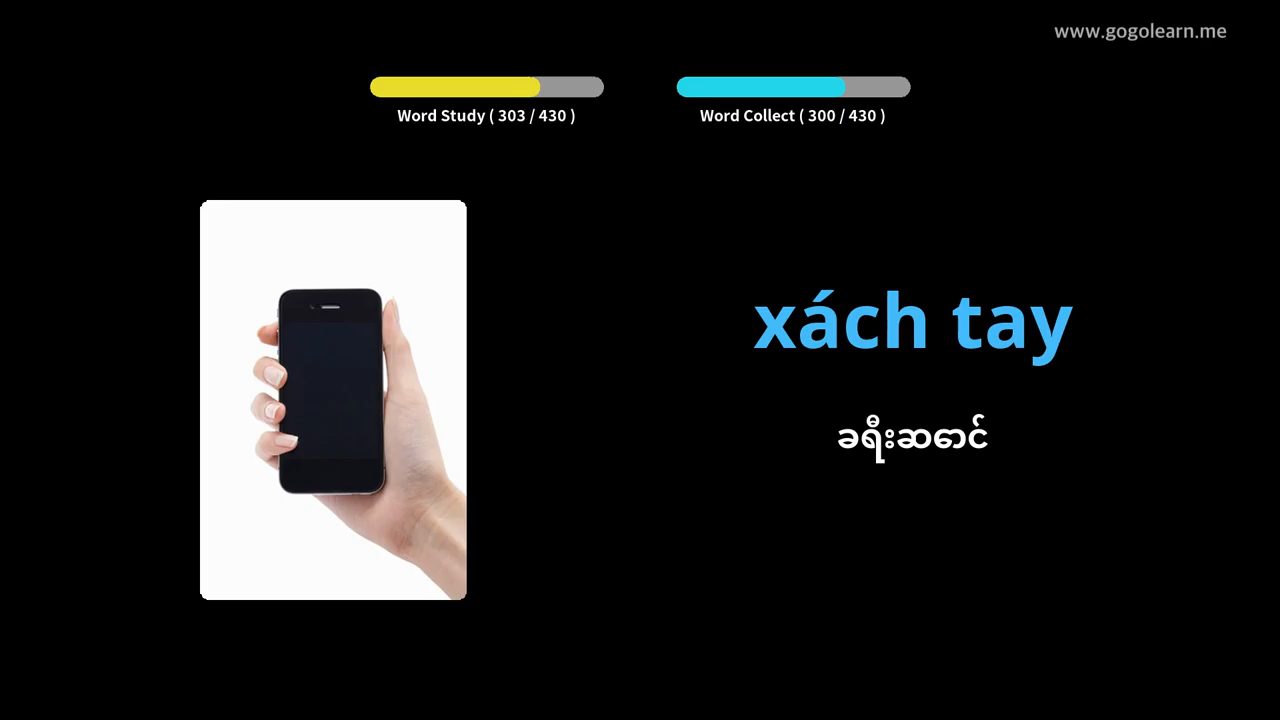 www.gogolearn.me
Word Study ( 303 / 430 )
Word Collect ( 300 / 430 )
xách tay
ခရီးဆောင်